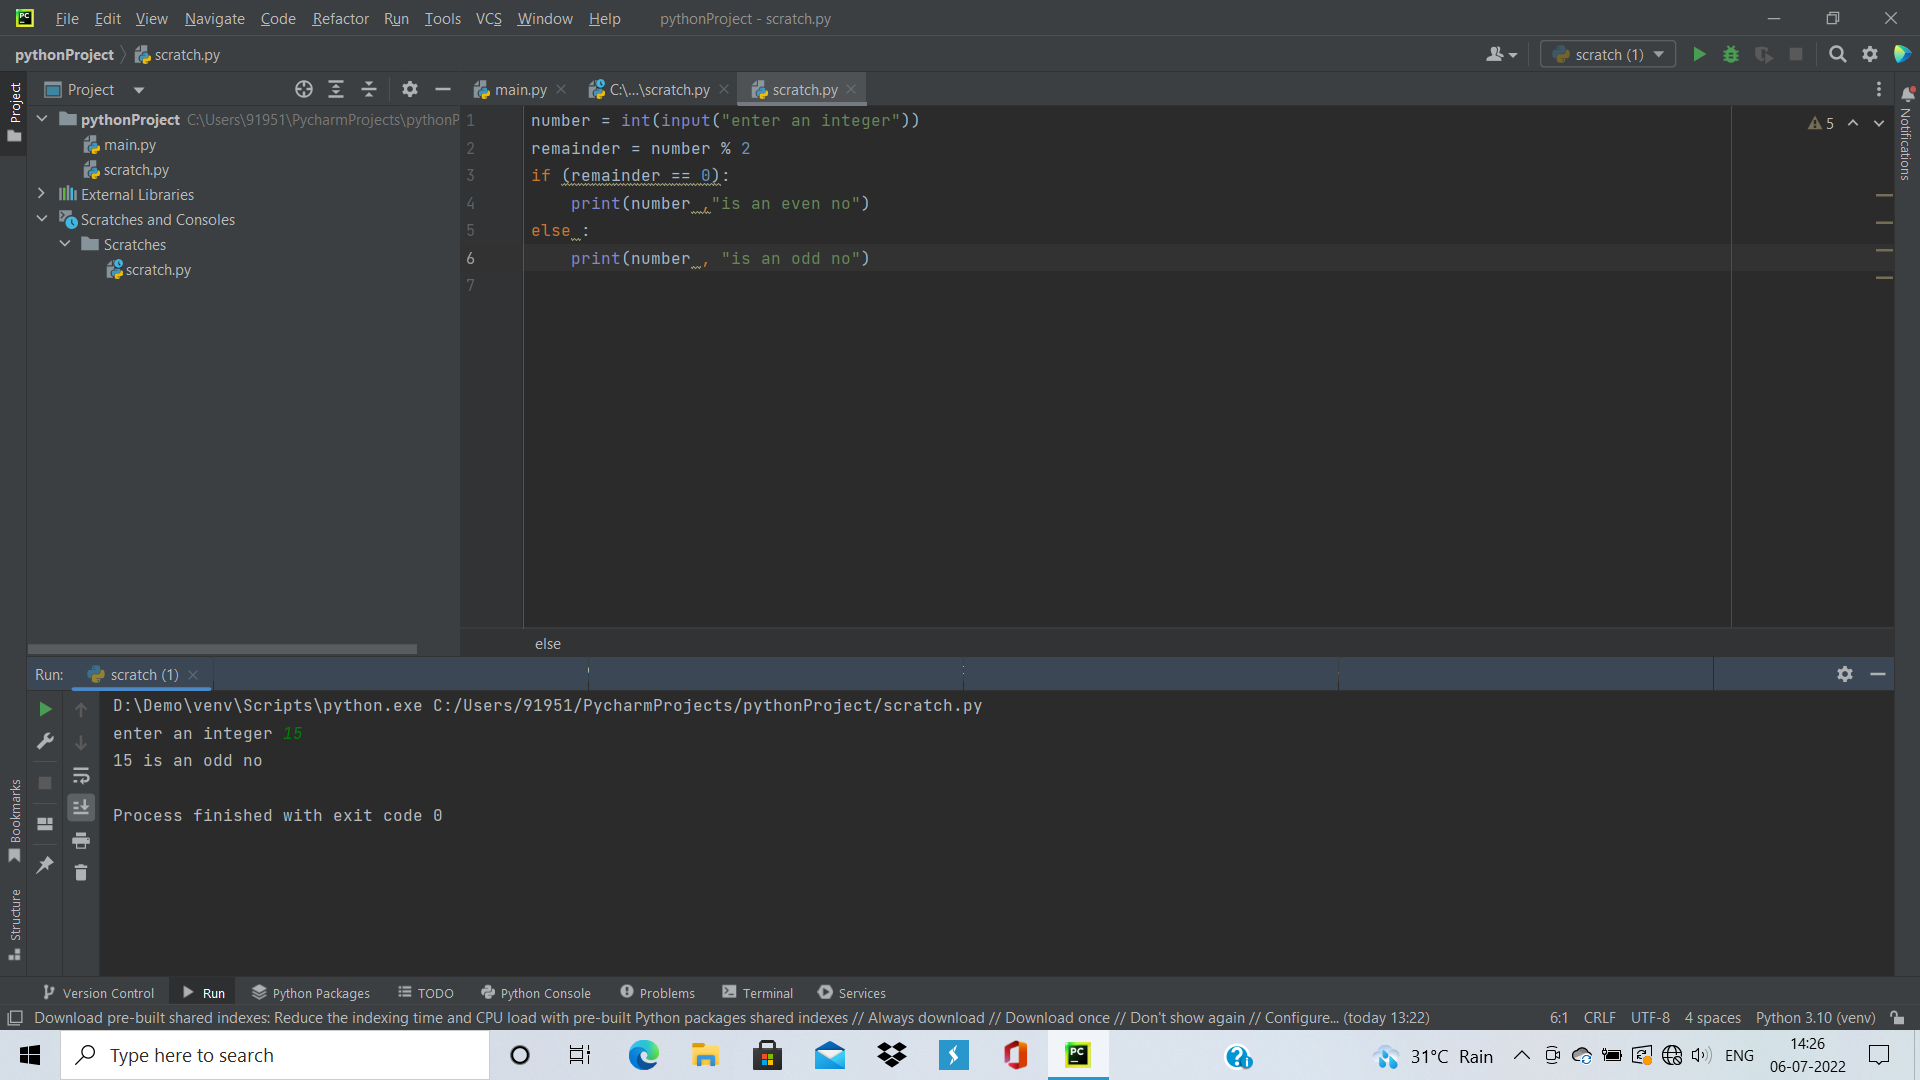 PC File Edit View Navigate Code Refactor Run Tools VCS Window Help pythonProject - scratch.py
pythonProject scratch.py scratch (1)
Project Project main.py C:\...\scratch.py scratch.py
pythonProject C:\Users\91951\PycharmProjects\pythonP
main.py
scratch.py
External Libraries
Scratches and Consoles
Scratches
scratch.py
1 number = int(input("enter an integer"))
5
2 remainder = number % 2
3 if (remainder == 0):
4     print(number ,"is an even no")
5 else :
6     print(number , "is an odd no")
7
Notifications
else
Run: scratch (1)
D:\Demo\venv\Scripts\python.exe C:/Users/91951/PycharmProjects/pythonProject/scratch.py
enter an integer 15
15 is an odd no
Process finished with exit code 0
Bookmarks
Structure
Version Control Run Python Packages TODO Python Console Problems Terminal Services
Download pre-built shared indexes: Reduce the indexing time and CPU load with pre-built Python packages shared indexes // Always download // Download once // Don't show again // Configure... (today 13:22) 6:1 CRLF UTF-8 4 spaces Python 3.10 (venv)
Type here to search PC 31°C Rain ENG 14:26
06-07-2022